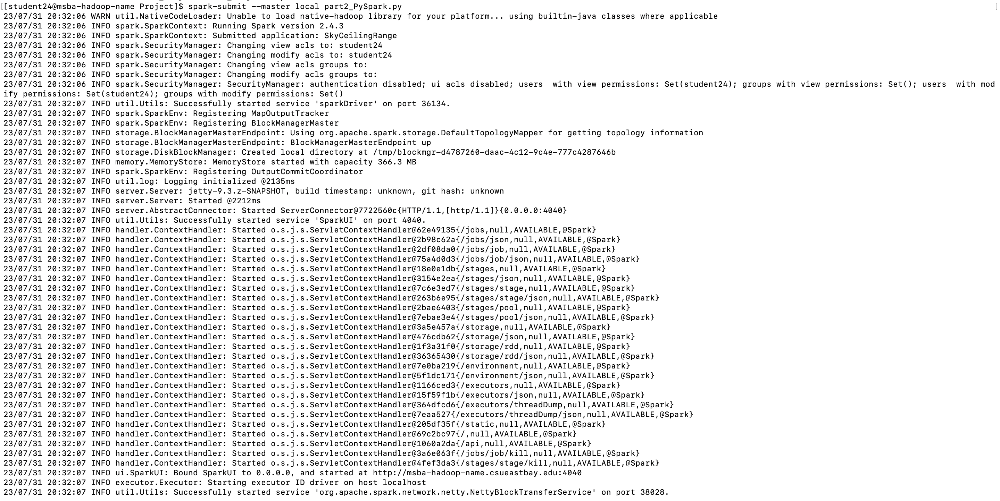 [[student24@msba-hadoop-name Project]$ spark-submit --master local part2_PySpark.py ]
23/07/31 20:32:06 WARN util.NativeCodeLoader: Unable to load native-hadoop library for your platform... using builtin-java classes where applicable
23/07/31 20:32:06 INFO spark.SparkContext: Running Spark version 2.4.3
23/07/31 20:32:06 INFO spark.SparkContext: Submitted application: SkyCeilingRange
23/07/31 20:32:06 INFO spark.SecurityManager: Changing view acls to: student24
23/07/31 20:32:06 INFO spark.SecurityManager: Changing modify acls to: student24
23/07/31 20:32:06 INFO spark.SecurityManager: Changing view acls groups to:
23/07/31 20:32:06 INFO spark.SecurityManager: Changing modify acls groups to:
23/07/31 20:32:06 INFO spark.SecurityManager: SecurityManager: authentication disabled; ui acls disabled; users  with view permissions: Set(student24); groups with view permissions: Set(); users  with mod
ify permissions: Set(student24); groups with modify permissions: Set()
23/07/31 20:32:07 INFO util.Utils: Successfully started service 'sparkDriver' on port 36134.
23/07/31 20:32:07 INFO spark.SparkEnv: Registering MapOutputTracker
23/07/31 20:32:07 INFO spark.SparkEnv: Registering BlockManagerMaster
23/07/31 20:32:07 INFO storage.BlockManagerMasterEndpoint: Using org.apache.spark.storage.DefaultTopologyMapper for getting topology information
23/07/31 20:32:07 INFO storage.BlockManagerMasterEndpoint: BlockManagerMasterEndpoint up
23/07/31 20:32:07 INFO storage.DiskBlockManager: Created local directory at /tmp/blockmgr-d4787260-daac-4c12-9c4e-777c4287646b
23/07/31 20:32:07 INFO memory.MemoryStore: MemoryStore started with capacity 366.3 MB
23/07/31 20:32:07 INFO spark.SparkEnv: Registering OutputCommitCoordinator
23/07/31 20:32:07 INFO util.log: Logging initialized @2135ms
23/07/31 20:32:07 INFO server.Server: jetty-9.3.z-SNAPSHOT, build timestamp: unknown, git hash: unknown
23/07/31 20:32:07 INFO server.Server: Started @2212ms
23/07/31 20:32:07 INFO server.AbstractConnector: Started ServerConnector@7722560c{HTTP/1.1,[http/1.1]}{0.0.0.0:4040}
23/07/31 20:32:07 INFO util.Utils: Successfully started service 'SparkUI' on port 4040.
23/07/31 20:32:07 INFO handler.ContextHandler: Started o.s.j.s.ServletContextHandler@62e49135{/jobs,null,AVAILABLE,@Spark}
23/07/31 20:32:07 INFO handler.ContextHandler: Started o.s.j.s.ServletContextHandler@2b98c62a{/jobs/json,null,AVAILABLE,@Spark}
23/07/31 20:32:07 INFO handler.ContextHandler: Started o.s.j.s.ServletContextHandler@2df08da0{/jobs/job,null,AVAILABLE,@Spark}
23/07/31 20:32:07 INFO handler.ContextHandler: Started o.s.j.s.ServletContextHandler@75a4d0d3{/jobs/job/json,null,AVAILABLE,@Spark}
23/07/31 20:32:07 INFO handler.ContextHandler: Started o.s.j.s.ServletContextHandler@18e0e1db{/stages,null,AVAILABLE,@Spark}
23/07/31 20:32:07 INFO handler.ContextHandler: Started o.s.j.s.ServletContextHandler@3154e2ea{/stages/json,null,AVAILABLE,@Spark}
23/07/31 20:32:07 INFO handler.ContextHandler: Started o.s.j.s.ServletContextHandler@7c6e3ed7{/stages/stage,null,AVAILABLE,@Spark}
23/07/31 20:32:07 INFO handler.ContextHandler: Started o.s.j.s.ServletContextHandler@263b6e95{/stages/stage/json,null,AVAILABLE,@Spark}
23/07/31 20:32:07 INFO handler.ContextHandler: Started o.s.j.s.ServletContextHandler@2bae6403{/stages/pool,null,AVAILABLE,@Spark}
23/07/31 20:32:07 INFO handler.ContextHandler: Started o.s.j.s.ServletContextHandler@7ebae3e4{/stages/pool/json,null,AVAILABLE,@Spark}
23/07/31 20:32:07 INFO handler.ContextHandler: Started o.s.j.s.ServletContextHandler@3a5e457a{/storage,null,AVAILABLE,@Spark}
23/07/31 20:32:07 INFO handler.ContextHandler: Started o.s.j.s.ServletContextHandler@476cdb62{/storage/json,null,AVAILABLE,@Spark}
23/07/31 20:32:07 INFO handler.ContextHandler: Started o.s.j.s.ServletContextHandler@1f3a31f0{/storage/rdd,null,AVAILABLE,@Spark}
23/07/31 20:32:07 INFO handler.ContextHandler: Started o.s.j.s.ServletContextHandler@36365430{/storage/rdd/json,null,AVAILABLE,@Spark}
23/07/31 20:32:07 INFO handler.ContextHandler: Started o.s.j.s.ServletContextHandler@7e0ba219{/environment,null,AVAILABLE,@Spark}
23/07/31 20:32:07 INFO handler.ContextHandler: Started o.s.j.s.ServletContextHandler@5f1dc171{/environment/json,null,AVAILABLE,@Spark}
23/07/31 20:32:07 INFO handler.ContextHandler: Started o.s.j.s.ServletContextHandler@1166ced3{/executors,null,AVAILABLE,@Spark}
23/07/31 20:32:07 INFO handler.ContextHandler: Started o.s.j.s.ServletContextHandler@15f59f1b{/executors/json,null,AVAILABLE,@Spark}
23/07/31 20:32:07 INFO handler.ContextHandler: Started o.s.j.s.ServletContextHandler@364dfcd6{/executors/threadDump,null,AVAILABLE,@Spark}
23/07/31 20:32:07 INFO handler.ContextHandler: Started o.s.j.s.ServletContextHandler@7eaa527{/executors/threadDump/json,null,AVAILABLE,@Spark}
23/07/31 20:32:07 INFO handler.ContextHandler: Started o.s.j.s.ServletContextHandler@205df35f{/static,null,AVAILABLE,@Spark}
23/07/31 20:32:07 INFO handler.ContextHandler: Started o.s.j.s.ServletContextHandler@69c2bc97{/,null,AVAILABLE,@Spark}
23/07/31 20:32:07 INFO handler.ContextHandler: Started o.s.j.s.ServletContextHandler@1060a2da{/api,null,AVAILABLE,@Spark}
23/07/31 20:32:07 INFO handler.ContextHandler: Started o.s.j.s.ServletContextHandler@3a6e063f{/jobs/job/kill,null,AVAILABLE,@Spark}
23/07/31 20:32:07 INFO handler.ContextHandler: Started o.s.j.s.ServletContextHandler@4fef3da3{/stages/stage/kill,null,AVAILABLE,@Spark}
23/07/31 20:32:07 INFO ui.SparkUI: Bound SparkUI to 0.0.0.0, and started at http://msba-hadoop-name.csueastbay.edu:4040
23/07/31 20:32:07 INFO executor.Executor: Starting executor ID driver on host localhost
23/07/31 20:32:07 INFO util.Utils: Successfully started service 'org.apache.spark.network.netty.NettyBlockTransferService' on port 38028.